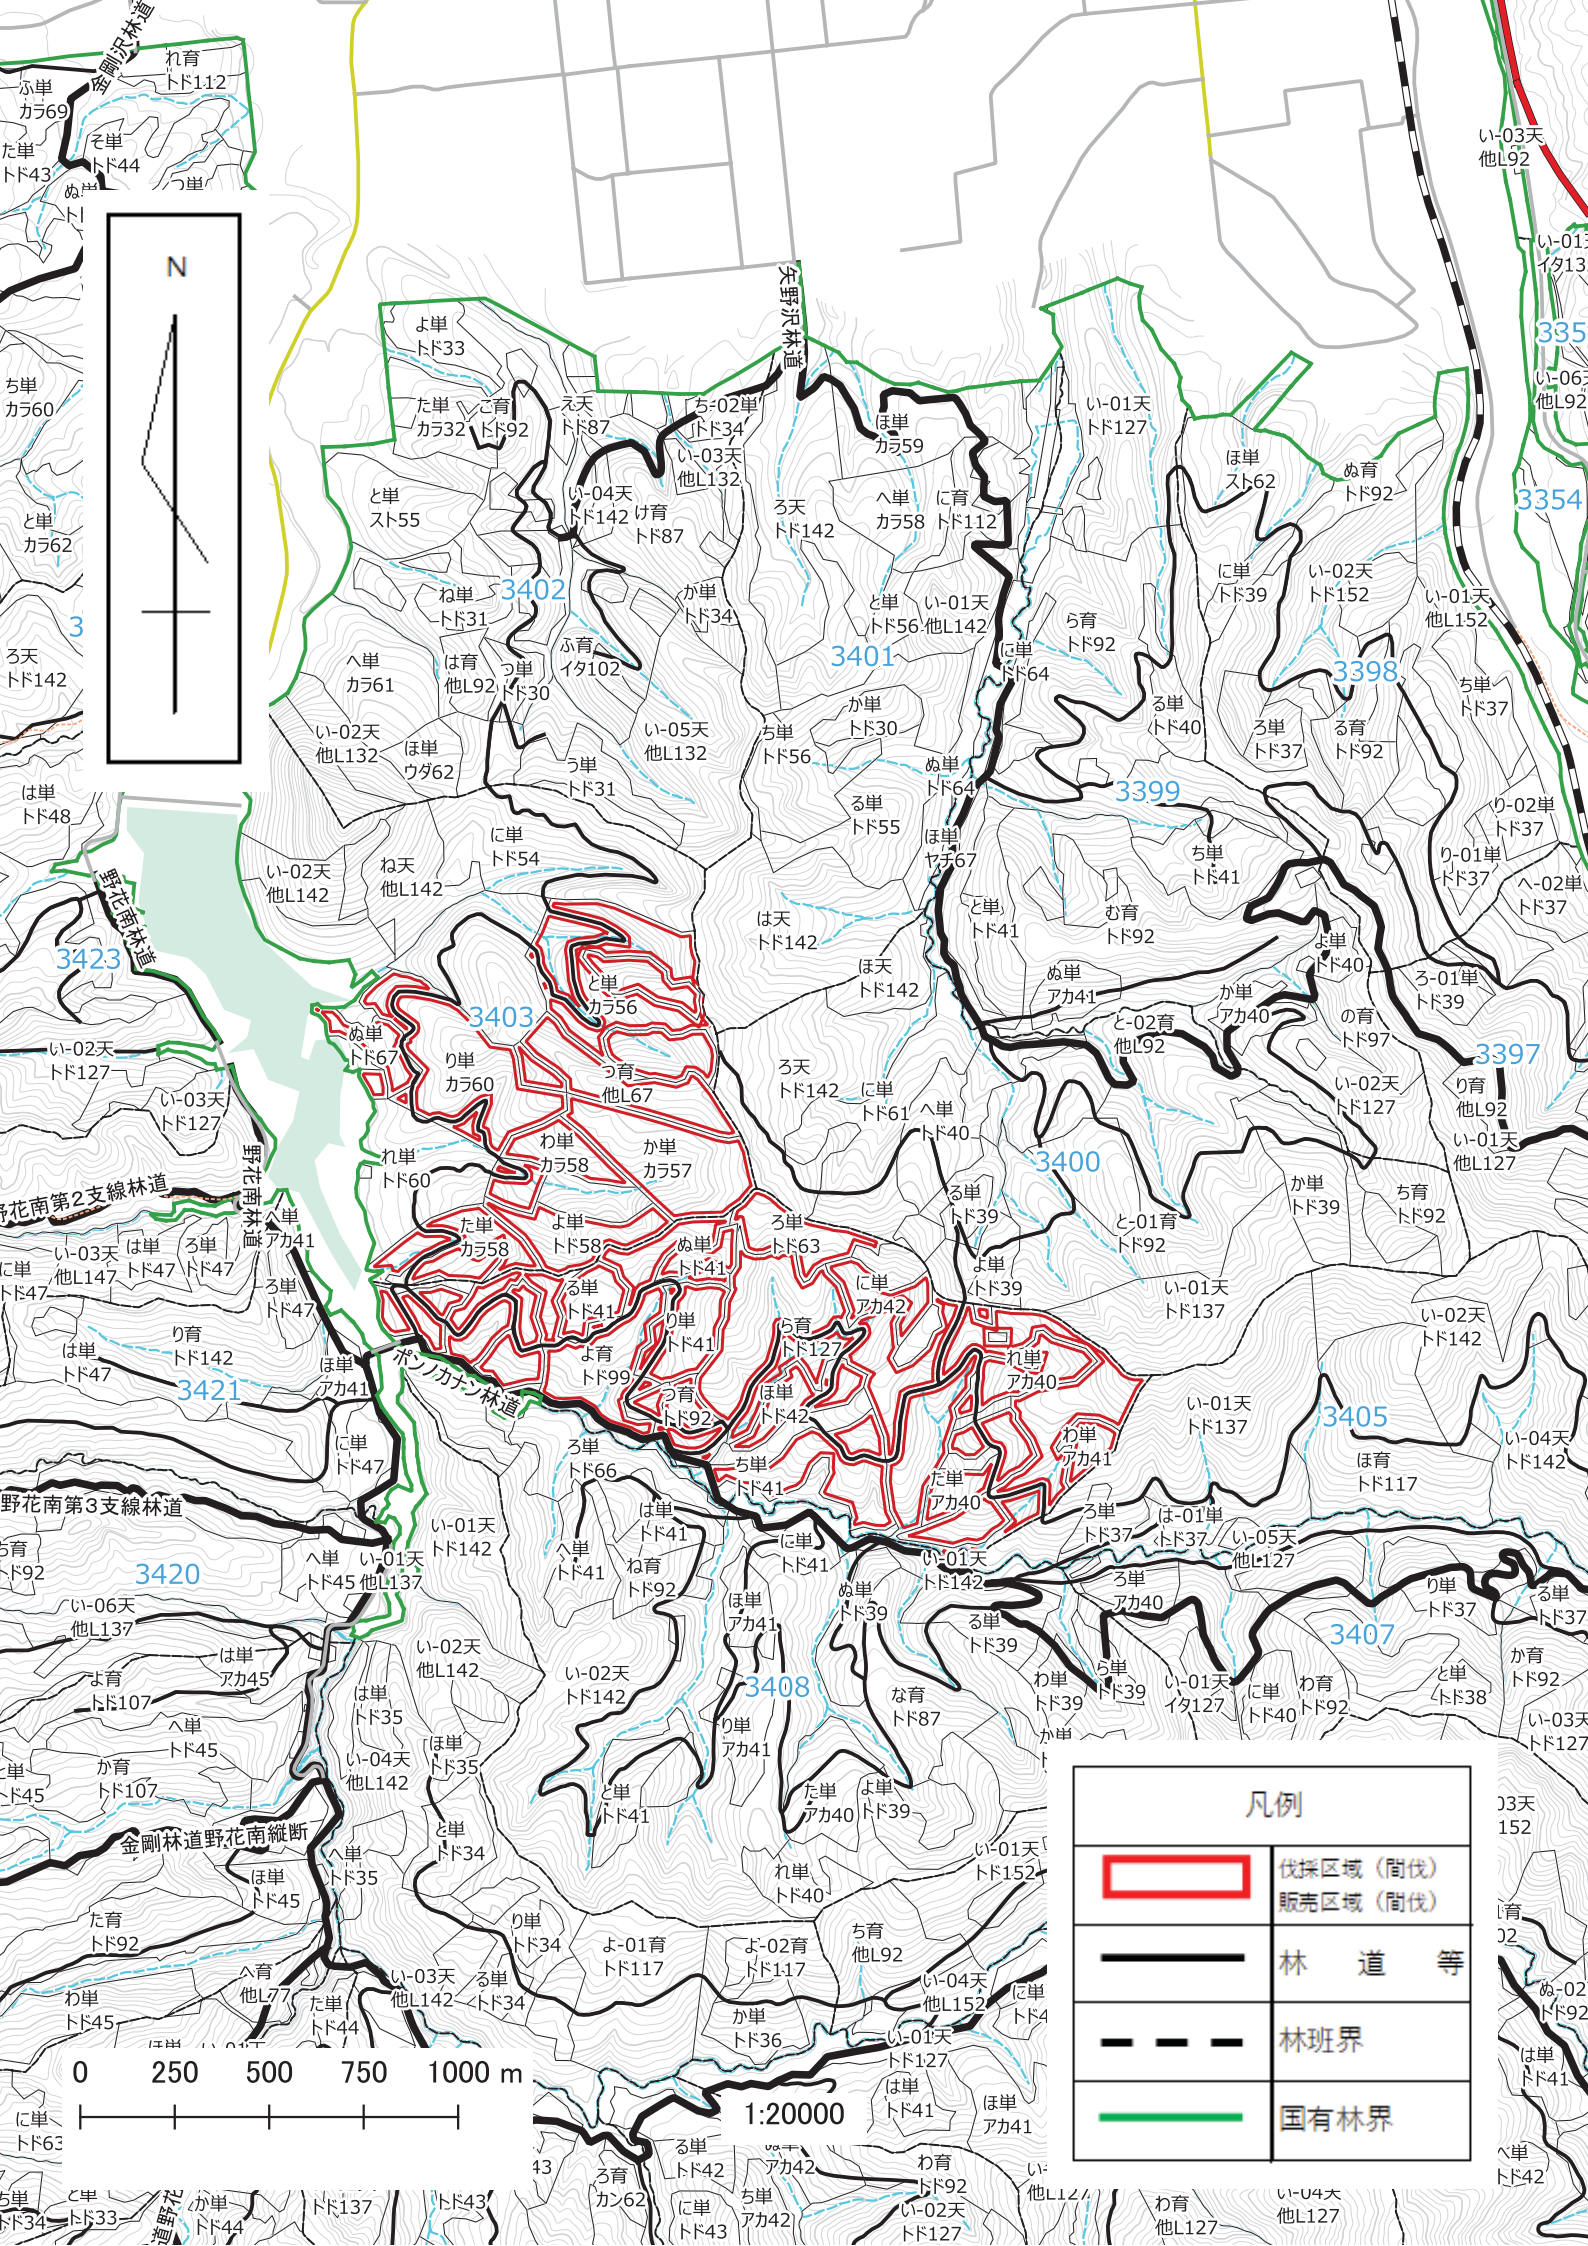 金剛沢林道
れ育
トド112
ふ単
カラ69
そ単
トド44
た単
トド43
つ単
い-03天
他L92
N
よ単
トド33
矢野沢林道
た単
カラ32
こ育
トド92
え天
トド87
ち-02単
トド34
い-03天
他L132
ほ単
カラ59
い-01天
トド127
ち単
カラ60
と単
スト55
い-04天
トド142
け育
トド87
ろ天
トド142
へ単
カラ58
に育
トド112
ほ単
スト62
ぬ育
トド92
3354
い-06天
他L92
と単
カラ62
3402
ね単
トド31
か単
トド34
と単
トド56
い-01天
他L142
に単
トド39
い-02天
トド152
い-01天
他L152
ろ天
トド142
へ単
カラ61
は育
他L92
つ単
トド30
ふ育
イタ102
3401
に単
トド64
ら育
トド92
3398
ち単
トド37
い-02天
他L132
ほ単
ウダ62
い-05天
他L132
ち単
トド56
か単
トド30
る単
トド40
ろ単
トド37
る育
トド92
は単
トド48
う単
トド31
ぬ単
トド64
3399
り-02単
トド37
に単
トド54
る単
トド55
ほ単
ヤチ67
ち単
トド41
り-01単
トド37
へ-02単
トド37
い-02天
他L142
ね天
他L142
野花南林道
は天
トド142
と単
トド41
む育
トド92
よ単
トド40
3423
と単
カラ56
ほ天
トド142
ぬ単
アカ41
か単
アカ40
ろ-01単
トド39
3403
ぬ単
トド67
り単
カラ60
つ育
他L67
と-02育
他L92
の育
トド97
3397
い-02天
トド127
い-03天
トド127
ろ天
トド142
に単
トド61
へ単
トド40
い-02天
トド127
り育
他L92
い-01天
他L127
わ単
カラ58
か単
カラ57
れ単
トド60
3400
野花南第2支線林道
野花南林道
へ単
アカ41
た単
カラ58
よ単
トド58
ぬ単
トド41
ろ単
トド63
る単
トド39
と-01育
トド92
か単
トド39
ち育
トド92
い-03天
他L147
は単
トド47
ろ単
トド47
に単
トド47
ろ単
トド47
る単
トド41
り単
トド41
に単
アカ42
よ単
トド39
い-01天
トド137
い-02天
トド142
り育
トド142
は単
トド47
3421
ほ単
アカ41
ポンノカナン林道
よ育
トド99
ら育
トド127
れ単
アカ40
つ育
トド92
ほ単
トド42
わ単
アカ41
い-01天
トド137
3405
に単
トド47
ろ単
トド66
ち単
トド41
た単
アカ40
ほ育
トド117
い-04天
トド142
野花南第3支線林道
は単
トド41
ろ単
トド37
は-01単
トド37
い-05天
他L127
い-01天
トド142
に単
トド41
い-01天
トド142
ち育
トド92
3420
へ単
トド45
い-01天
他L137
へ単
トド41
ね育
トド92
ほ単
アカ41
ぬ単
トド39
る単
トド39
ろ単
アカ40
り単
トド37
る単
トド37
い-06天
他L137
は単
アカ45
い-02天
他L142
3407
よ育
トド107
い-02天
トド142
3408
な育
トド87
わ単
トド39
ら単
トド39
い-01天
イタ127
に単
トド40
わ育
トド92
と単
トド38
か育
トド92
は単
トド35
へ単
トド45
い-04天
他L142
ほ単
トド35
り単
アカ41
い-03天
トド127
と単
トド45
か育
トド107
と単
トド41
た単
アカ40
よ単
トド39
凡例
金剛林道野花南縦断
と単
トド34
い-01天
トド152
へ単
トド35
ほ単
トド45
れ単
トド40
伐採区域（間伐）
販売区域（間伐）
た育
トド92
り単
トド34
よ-01育
トド117
よ-02育
トド117
ち育
他L92
林　道　等
へ育
他L77
い-03天
他L142
る単
トド34
い-04天
他L152
わ単
トド45
た単
トド44
か単
トド36
い-01天
トド127
林班界
ぬ-02
トド92
は単
トド41
0 250 500 750 1000 m
1:20000
は単
トド41
ほ単
アカ41
国有林界
に単
トド63
る単
トド42
ぬ単
アカ42
わ育
トド92
へ単
トド42
ろ育
カン62
ち単
トド34
と単
トド33
か単
トド44
トド137
トド43
に単
トド43
ち単
アカ42
い-02天
トド127
わ育
他L127
い-04天
他L127